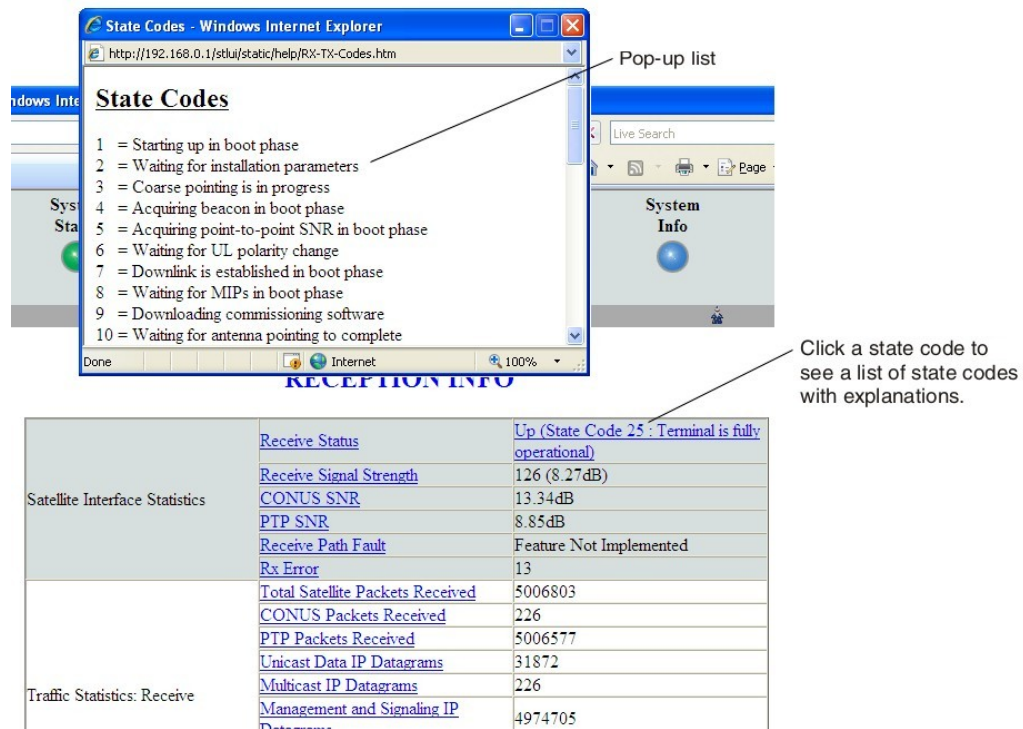 State Codes - Windows Internet Explorer
http://192.168.0.1/stlui/static/help/RX-TX-Codes.htm
Pop-up list
State Codes
1 = Starting up in boot phase
2 = Waiting for installation parameters
3 = Coarse pointing is in progress
4 = Acquiring beacon in boot phase
5 = Acquiring point-to-point SNR in boot phase
6 = Waiting for UL polarity change
7 = Downlink is established in boot phase
8 = Waiting for MIPs in boot phase
9 = Downloading commissioning software
10 = Waiting for antenna pointing to complete
Done
Internet
100%
Live Search
Page
System
Info
Click a state code to
see a list of state codes
with explanations.
RECEPTION INFO
Satellite Interface Statistics
Receive Status
Up (State Code 25 : Terminal is fully
operational)
Receive Signal Strength
126 (8.27dB)
CONUS SNR
13.34dB
PTP SNR
8.85dB
Receive Path Fault
Feature Not Implemented
Rx Error
13
Traffic Statistics: Receive
Total Satellite Packets Received
5006803
CONUS Packets Received
226
PTP Packets Received
5006577
Unicast Data IP Datagrams
31872
Multicast IP Datagrams
226
Management and Signaling IP
Datagrams
4974705